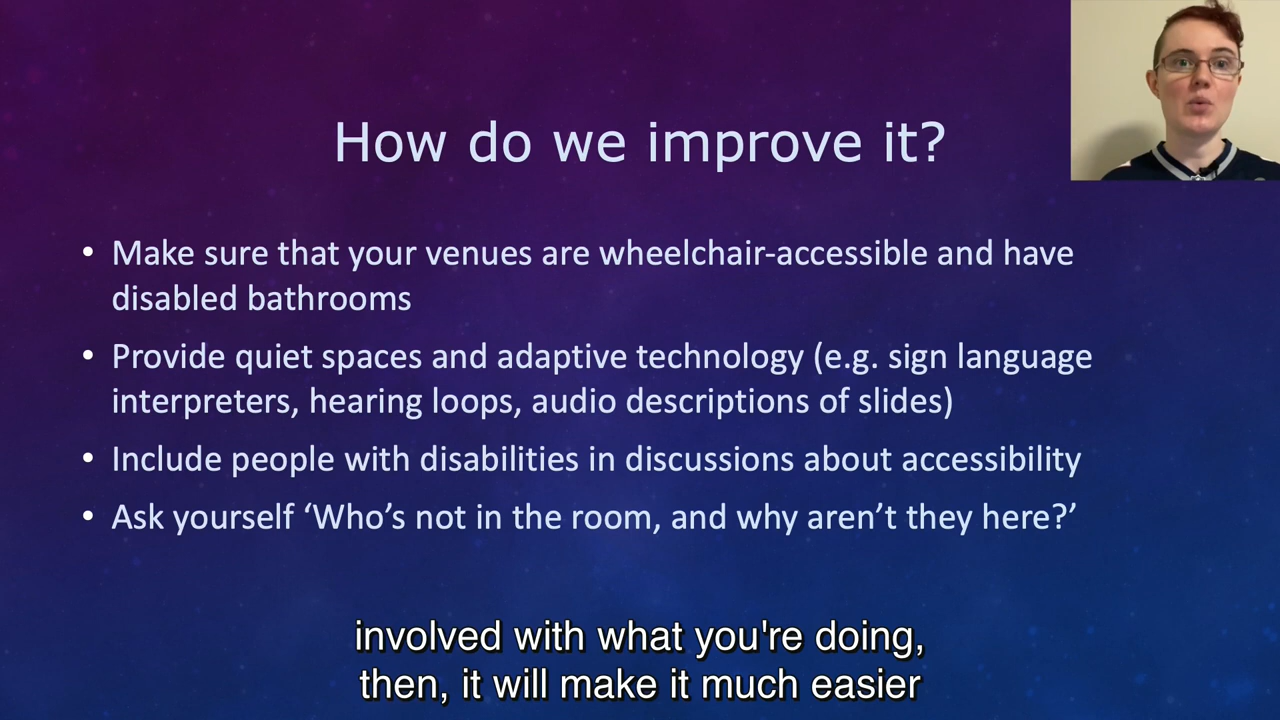 How do we improve it?
• Make sure that your venues are wheelchair-accessible and have
disabled bathrooms
• Provide quiet spaces and adaptive technology (e.g. sign language
interpreters, hearing loops, audio descriptions of slides)
• Include people with disabilities in discussions about accessibility
• Ask yourself ‘Who’s not in the room, and why aren’t they here?’
involved with what you're doing,
then, it will make it much easier